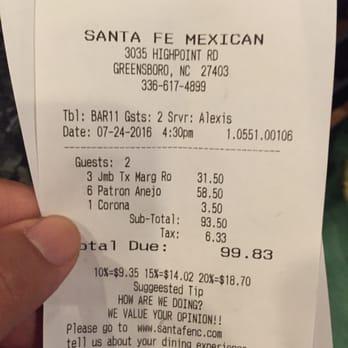 SANTA FE MEXICAN
3035 HIGHPOINT RD
GREENSBORO, NC 27403
336-617-4899
Tbl: BAR11 Gsts: 2 Srvr: Alexis
Date: 07-24-2016 4:30pm 1.0551.00106
Guests: 2
3 Jmb Tx Marg Ro 31.50
6 Patron Anejo 58.50
1 Corona 3.50
Sub-Total: 93.50
Tax: 6.33
otal Due: 99.83
10%=$9.35 15%=$14.02 20%=$18.70
Suggeested Tip
HOW ARE WE DOING?
WE VALUE YOUR OPINION!!
Please go to www.santafenc.com
tell us about your dining experience